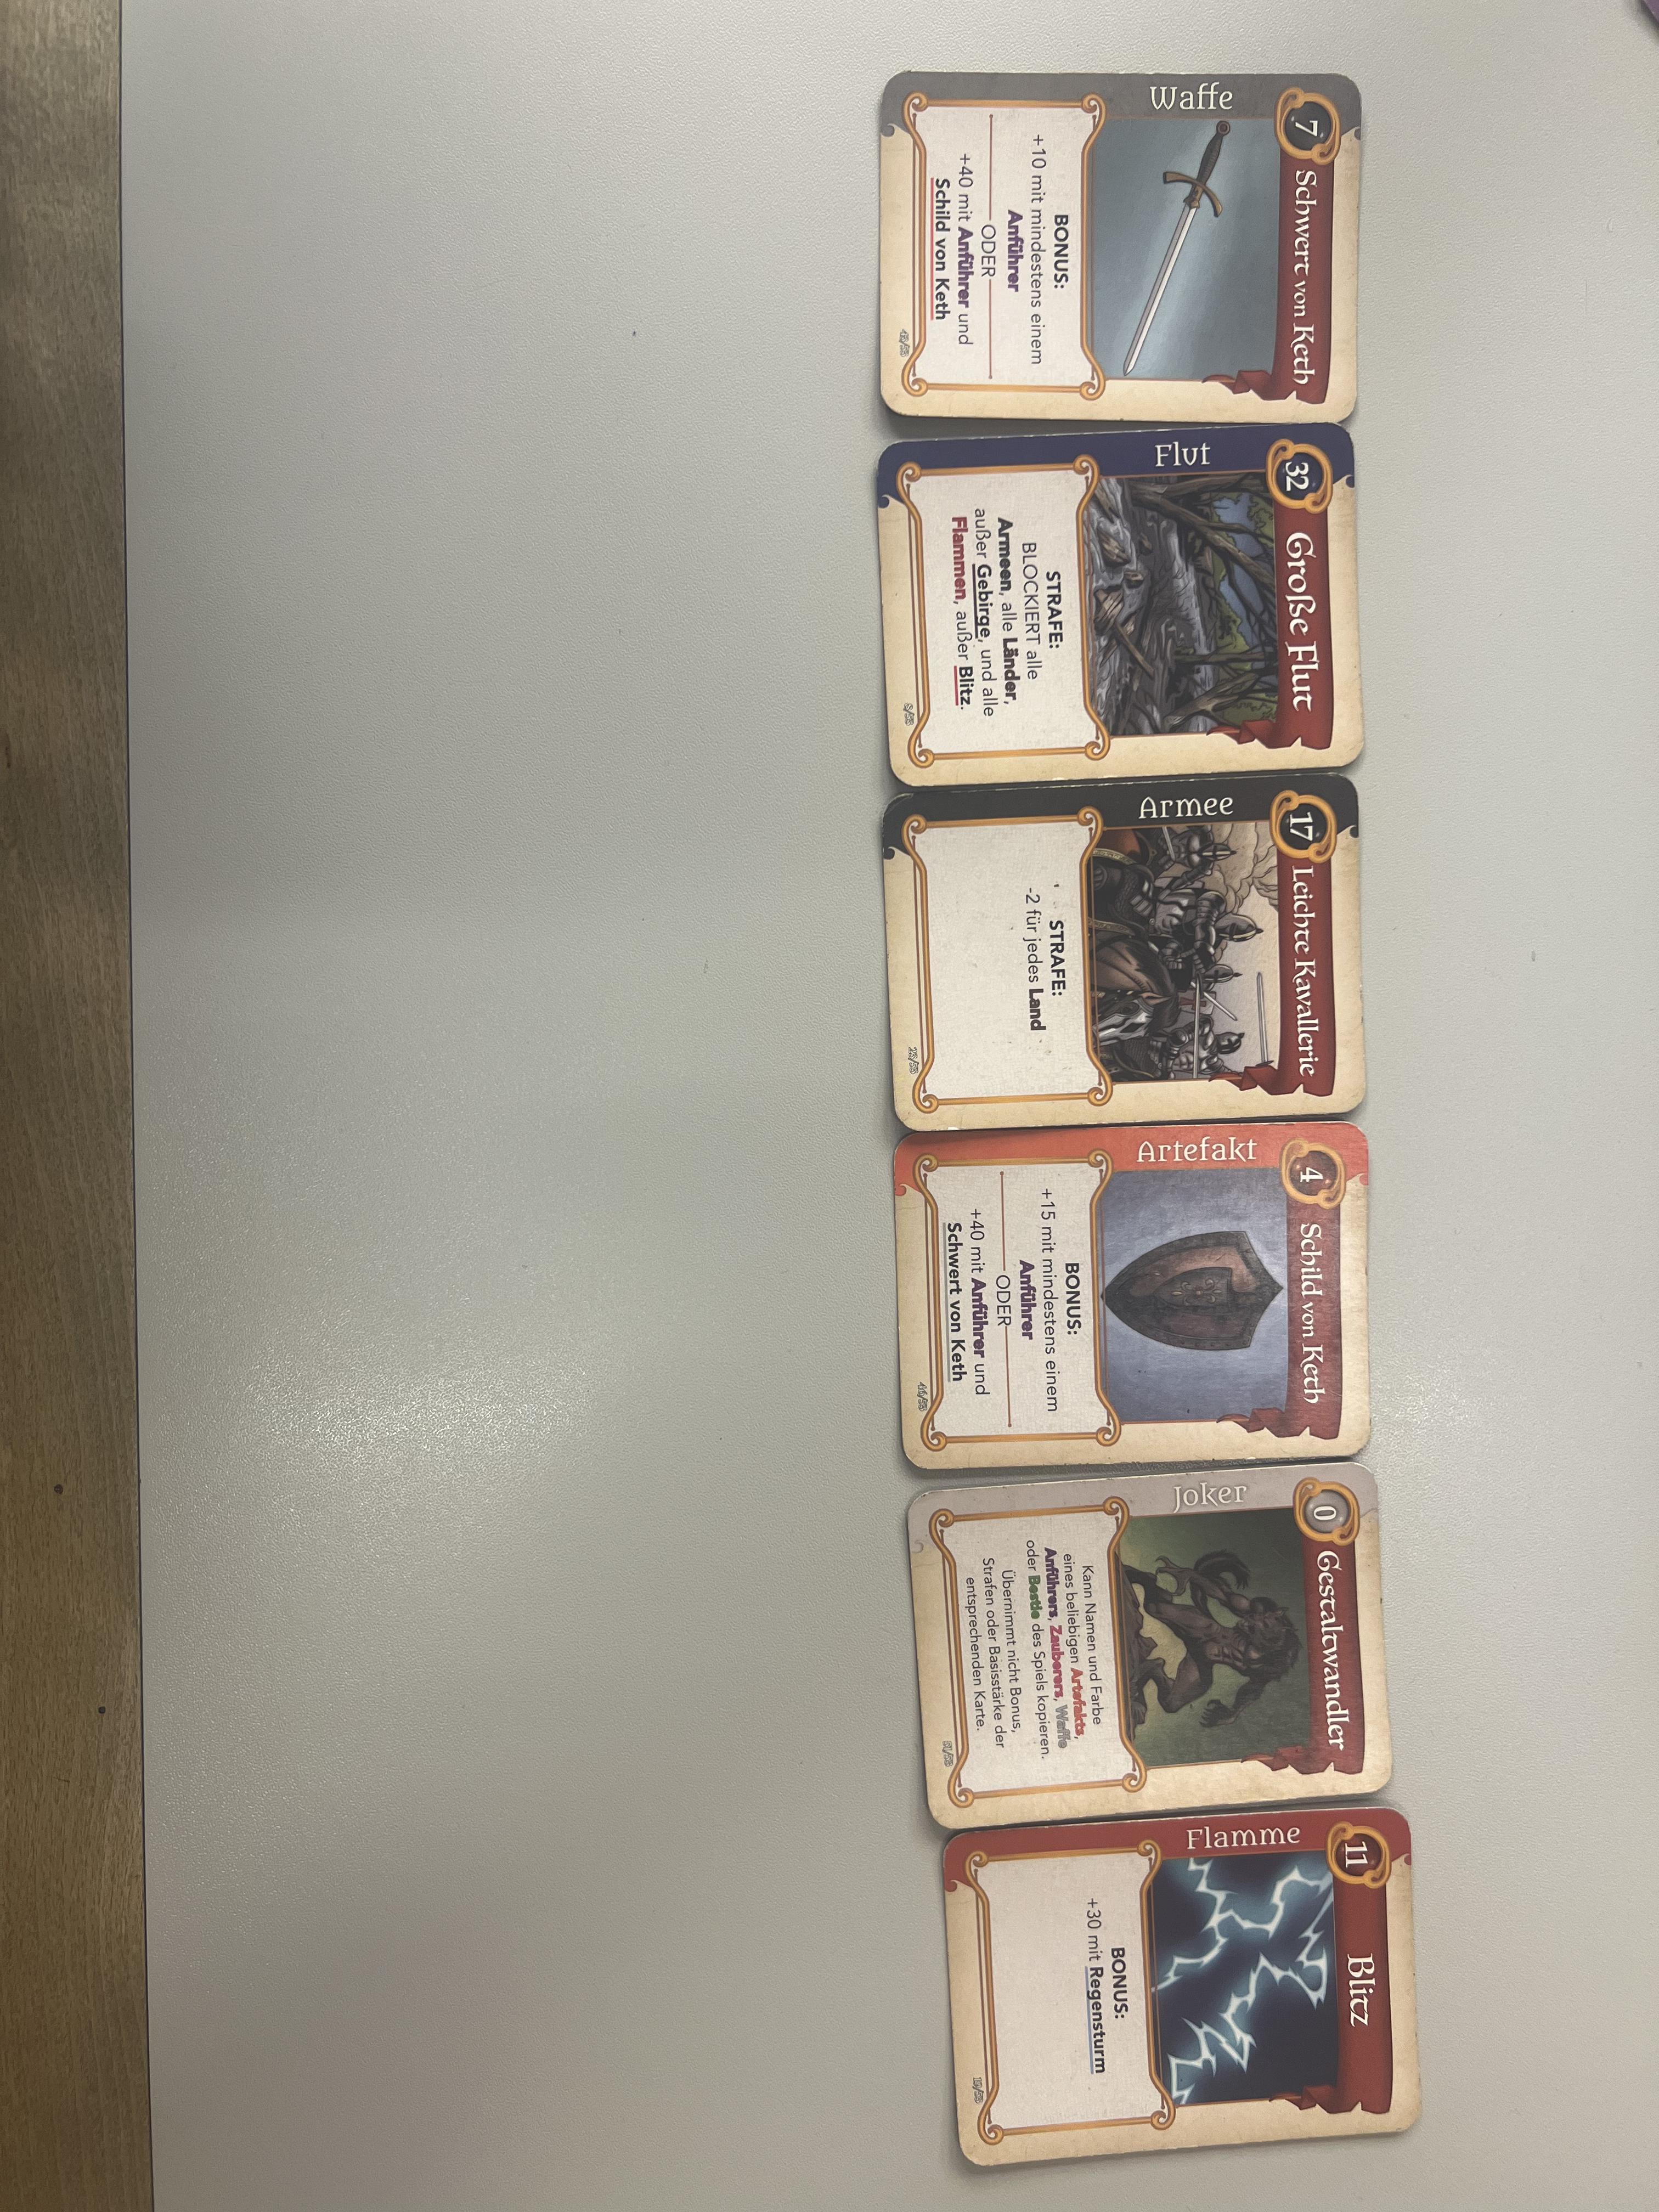 7
Schwert von Keth
Waffe
BONUS:
+10 mit mindestens einem
Anführer
ODER
+40 mit Anführer und
Schild von Keth
32
Große Flut
Flut
STRAFE:
BLOCKIERT alle
Armeen, alle Länder,
außer Gebirge, und alle
Flammen, außer Blitz.
8/53
17
Leichte Kavallerie
Armee
STRAFE:
-2 für jedes Land
4
Schild von Keth
Artefakt
BONUS:
+15 mit mindestens einem
Anführer
ODER
+40 mit Anführer und
Schwert von Keth
0
Gestaltwandler
Joker
Kann Namen und Farbe
eines beliebigen Artefakts,
Anführers, Zauberers, Waffe
oder Bestie des Spiels kopieren.
Übernimmt nicht Bonus,
Strafen oder Basisstärke der
entsprechenden Karte.
51/53
11
Blitz
Flamme
BONUS:
+30 mit Regensturm